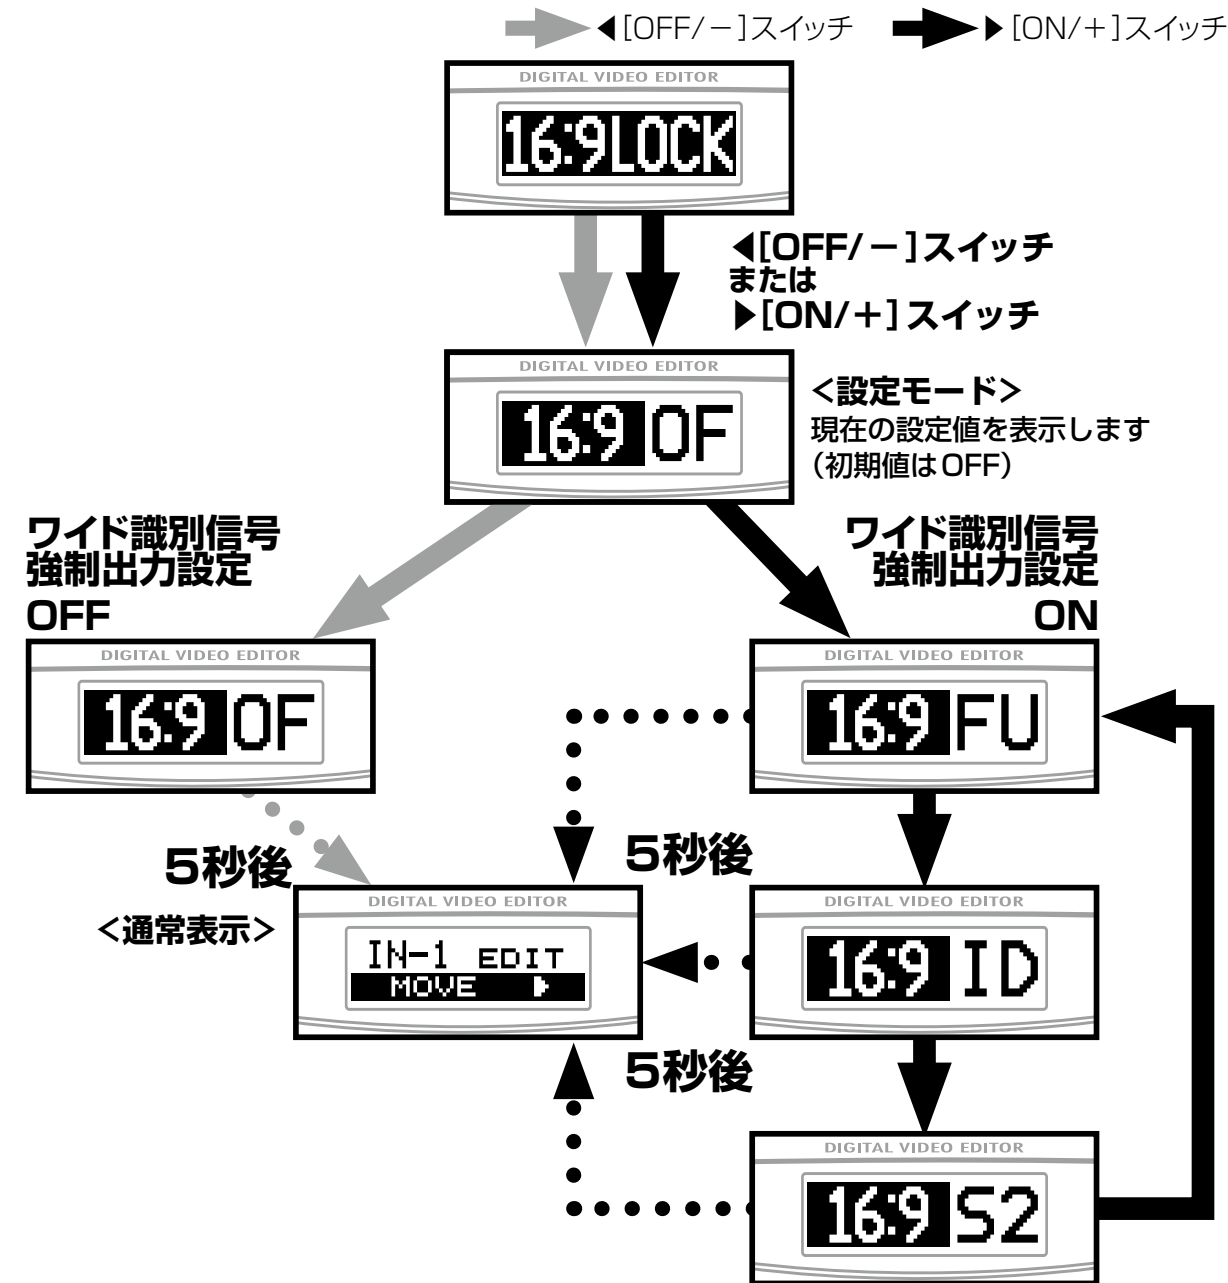 ◀[OFF/－]スイッチ ▶[ON/＋]スイッチ
DIGITAL VIDEO EDITOR
16:9LOCK
◀[OFF/－]スイッチ
または
▶[ON/＋]スイッチ
DIGITAL VIDEO EDITOR
16:9 OF
＜設定モード＞
現在の設定値を表示します
（初期値はOFF）
ワイド識別信号
強制出力設定
OFF
ワイド識別信号
強制出力設定
ON
DIGITAL VIDEO EDITOR
16:9 OF
DIGITAL VIDEO EDITOR
16:9 FU
5秒後
5秒後
＜通常表示＞
DIGITAL VIDEO EDITOR
IN-1 EDIT
MOVE ▶
DIGITAL VIDEO EDITOR
16:9 ID
5秒後
DIGITAL VIDEO EDITOR
16:9 S2